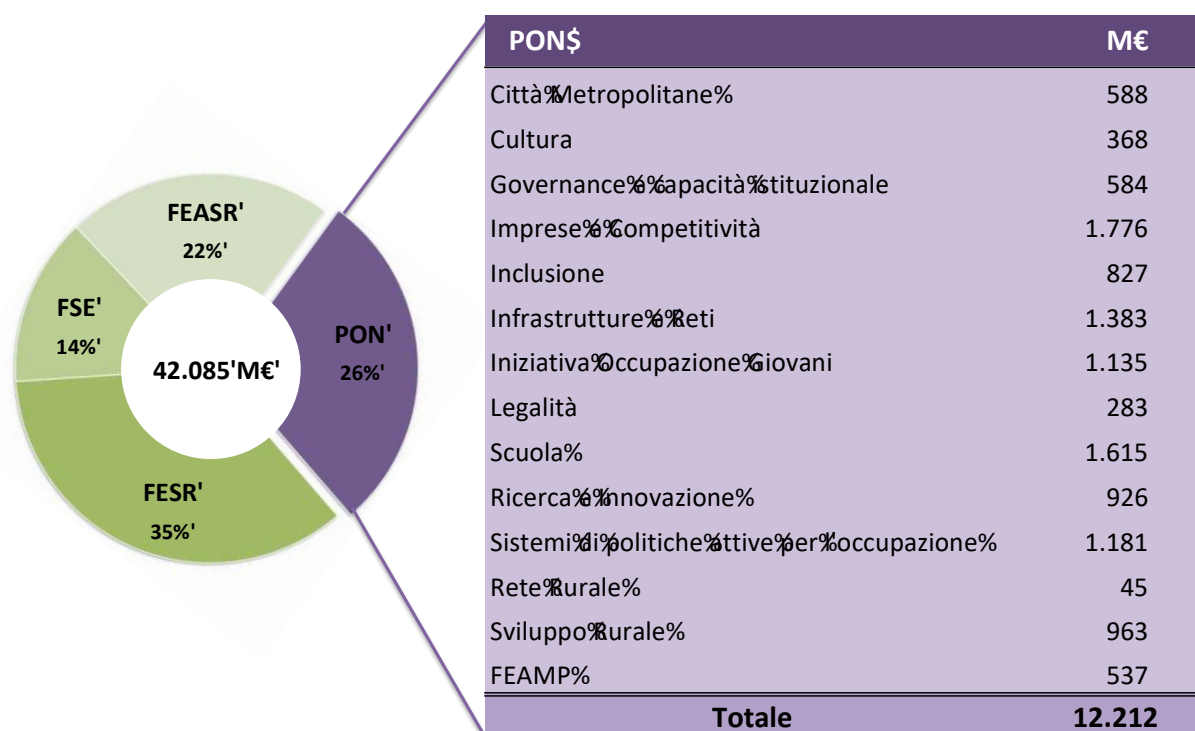 FEASR'
22%'
FSE'
14%'
PON'
26%'
42.085'M€'
FESR'
35%'
PON$ M€
Città%Metropolitane% 588
Cultura 368
Governance%e%capacità%istituzionale 584
Imprese%e%Competitività 1.776
Inclusione 827
Infrastrutture%e%Reti 1.383
Iniziativa%Occupazione%Giovani 1.135
Legalità 283
Scuola% 1.615
Ricerca%e%Innovazione% 926
Sistemi%di%politiche%attive%per%l'occupazione% 1.181
Rete%Rurale% 45
Sviluppo%Rurale% 963
FEAMP% 537
Totale 12.212